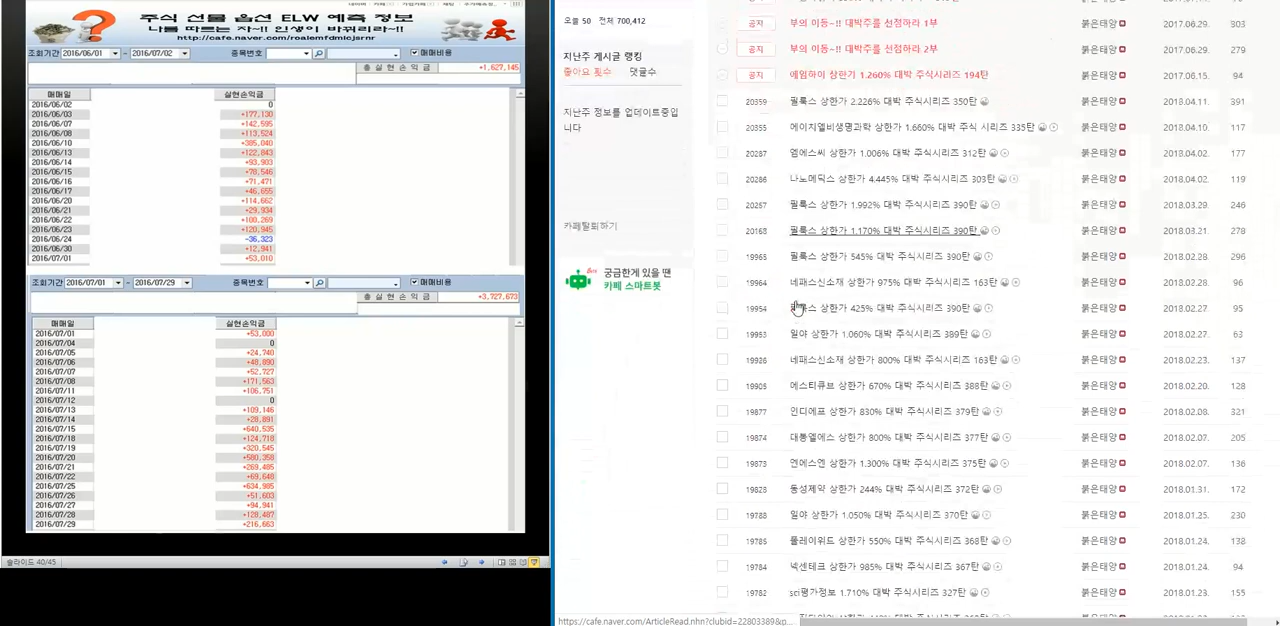 주식 선물 옵션 ELW 예측 정보
나를 따르는 자~!! 인생이 바뀌리라~!!
http://cafe.naver.com/roalemfdmlcjsrnr
조회기간 2016/06/01 ~ 2016/07/02 종목번호 매매비용
총 실 현 손 익 금 +1,627,145
매매일 실현손익금
2016/06/02 0
2016/06/03 +177,130
2016/06/07 +142,595
2016/06/08 +113,524
2016/06/10 +385,040
2016/06/13 +122,843
2016/06/14 +93,903
2016/06/15 +78,546
2016/06/16 +71,471
2016/06/17 +46,655
2016/06/20 +114,662
2016/06/21 +29,934
2016/06/22 +100,269
2016/06/23 +120,945
2016/06/24 -36,323
2016/06/30 +12,941
2016/07/01 +53,010
조회기간 2016/07/01 ~ 2016/07/29 종목번호 매매비용
총 실 현 손 익 금 +3,727,673
매매일 실현손익금
2016/07/01 +53,000
2016/07/04 0
2016/07/05 +24,740
2016/07/06 +48,890
2016/07/07 +52,727
2016/07/08 +171,563
2016/07/11 +106,751
2016/07/12 0
2016/07/13 +109,146
2016/07/14 +28,891
2016/07/15 +640,535
2016/07/18 +124,718
2016/07/19 +320,545
2016/07/20 +580,358
2016/07/21 +269,485
2016/07/22 +69,648
2016/07/25 +634,985
2016/07/26 +51,603
2016/07/27 +94,941
2016/07/28 +128,487
2016/07/29 +216,663
슬라이드 40/45
오늘 50 전체 700,412
지난주 게시글 랭킹
좋아요 횟수 댓글수
지난주 정보를 업데이트중입
니다
카페탈퇴하기
궁금한게 있을 땐
카페 스마트봇
공지 부의 이동~!! 대박주를 선점하라 1부 2017.06.29. 303
공지 부의 이동~!! 대박주를 선점하라 2부 2017.06.29. 279
공지 에임하이 상한가 1.260% 대박 주식시리즈 194탄 2017.06.15. 94
20359 필룩스 상한가 2.226% 대박 주식시리즈 350탄 붉은태양 2018.04.11. 391
20355 에이치엘비생명과학 상한가 1.660% 대박 주식 시리즈 335탄 붉은태양 2018.04.10. 117
20287 엠에스씨 상한가 1.006% 대박 주식시리즈 312탄 붉은태양 2018.04.02. 177
20286 나노메딕스 상한가 4.445% 대박 주식시리즈 303탄 붉은태양 2018.04.02. 119
20257 필룩스 상한가 1.992% 대박 주식시리즈 390탄 붉은태양 2018.03.29. 246
20168 필룩스 상한가 1.170% 대박 주식시리즈 390탄 붉은태양 2018.03.21. 278
19965 필룩스 상한가 545% 대박 주식시리즈 390탄 붉은태양 2018.02.28. 296
19964 네패스신소재 상한가 975% 대박 주식시리즈 163탄 붉은태양 2018.02.28. 96
19954 필룩스 상한가 425% 대박 주식시리즈 390탄 붉은태양 2018.02.27. 95
19953 일야 상한가 1.060% 대박 주식시리즈 389탄 붉은태양 2018.02.27. 63
19926 네패스신소재 상한가 800% 대박 주식시리즈 163탄 붉은태양 2018.02.23. 137
19905 에스티큐브 상한가 670% 대박 주식시리즈 388탄 붉은태양 2018.02.20. 128
19877 인디에프 상한가 830% 대박 주식시리즈 379탄 붉은태양 2018.02.08. 321
19874 대동엘에스 상한가 800% 대박 주식시리즈 377탄 붉은태양 2018.02.07. 205
19873 엔에스엔 상한가 1.300% 대박 주식시리즈 375탄 붉은태양 2018.02.07. 136
19828 동성제약 상한가 244% 대박 주식시리즈 372탄 붉은태양 2018.01.31. 172
19788 일야 상한가 1.050% 대박 주식시리즈 370탄 붉은태양 2018.01.25. 230
19785 플레이위드 상한가 550% 대박 주식시리즈 368탄 붉은태양 2018.01.24. 138
19784 넥센테크 상한가 985% 대박 주식시리즈 367탄 붉은태양 2018.01.24. 94
19782 sci평가정보 1.710% 대박 주식시리즈 327탄 붉은태양 2018.01.24. 155
https://cafe.naver.com/ArticleRead.nhn?clubid=22803389&p...